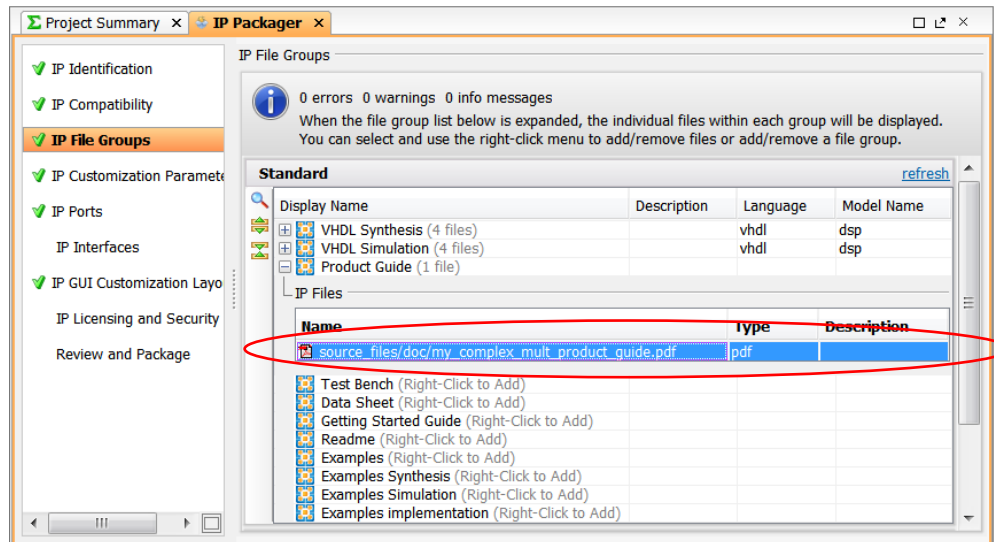 Σ Project Summary × IP Packager ×
IP Identification
IP Compatibility
IP File Groups
IP Customization Paramete
IP Ports
IP Interfaces
IP GUI Customization Layo
IP Licensing and Security
Review and Package
IP File Groups
0 errors 0 warnings 0 info messages
When the file group list below is expanded, the individual files within each group will be displayed.
You can select and use the right-click menu to add/remove files or add/remove a file group.
Standard refresh
Display Name Description Language Model Name
VHDL Synthesis (4 files) vhdl dsp
VHDL Simulation (4 files) vhdl dsp
Product Guide (1 file)
IP Files
Name Type Description
source_files/doc/my_complex_mult_product_guide.pdf pdf
Test Bench (Right-Click to Add)
Data Sheet (Right-Click to Add)
Getting Started Guide (Right-Click to Add)
Readme (Right-Click to Add)
Examples (Right-Click to Add)
Examples Synthesis (Right-Click to Add)
Examples Simulation (Right-Click to Add)
Examples implementation (Right-Click to Add)